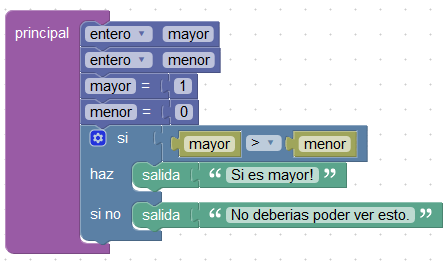 principal
entero mayor
entero menor
mayor = 1
menor = 0
si mayor > menor
haz salida “ Si es mayor! ”
si no salida “ No deberias poder ver esto. ”